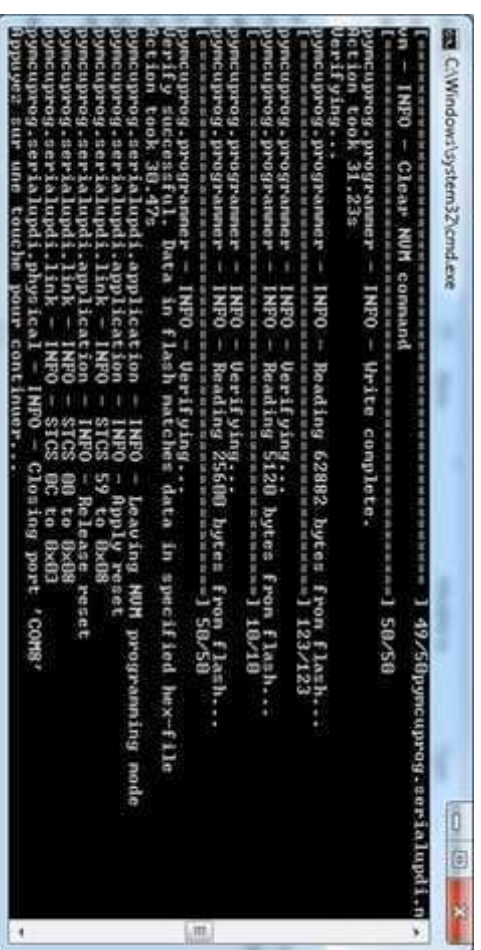 C:\Windows\system32\cmd.exe
[================================================= ] 49/50pymcuprog.serialupdi.n
vm - INFO - Clear NVM command
[==================================================] 50/50
pymcuprog.programmer - INFO - Write complete.
Action took 31.23s
Verifying...
pymcuprog.programmer - INFO - Reading 62882 bytes from flash...
[==================================================] 123/123
pymcuprog.programmer - INFO - Verifying...
pymcuprog.programmer - INFO - Reading 5120 bytes from flash...
[==================================================] 10/10
pymcuprog.programmer - INFO - Verifying...
pymcuprog.programmer - INFO - Reading 25600 bytes from flash...
[==================================================] 50/50
pymcuprog.programmer - INFO - Verifying...
Verify successful. Data in flash matches data in specified hex-file
Action took 30.47s
pymcuprog.serialupdi.application - INFO - Leaving NVM programming mode
pymcuprog.serialupdi.application - INFO - Apply reset
pymcuprog.serialupdi.link - INFO - STCS 59 to 0x08
pymcuprog.serialupdi.application - INFO - Release reset
pymcuprog.serialupdi.link - INFO - STCS 00 to 0x08
pymcuprog.serialupdi.link - INFO - STCS 0C to 0x03
pymcuprog.serialupdi.physical - INFO - Closing port 'COM8'
Appuyez sur une touche pour continuer...